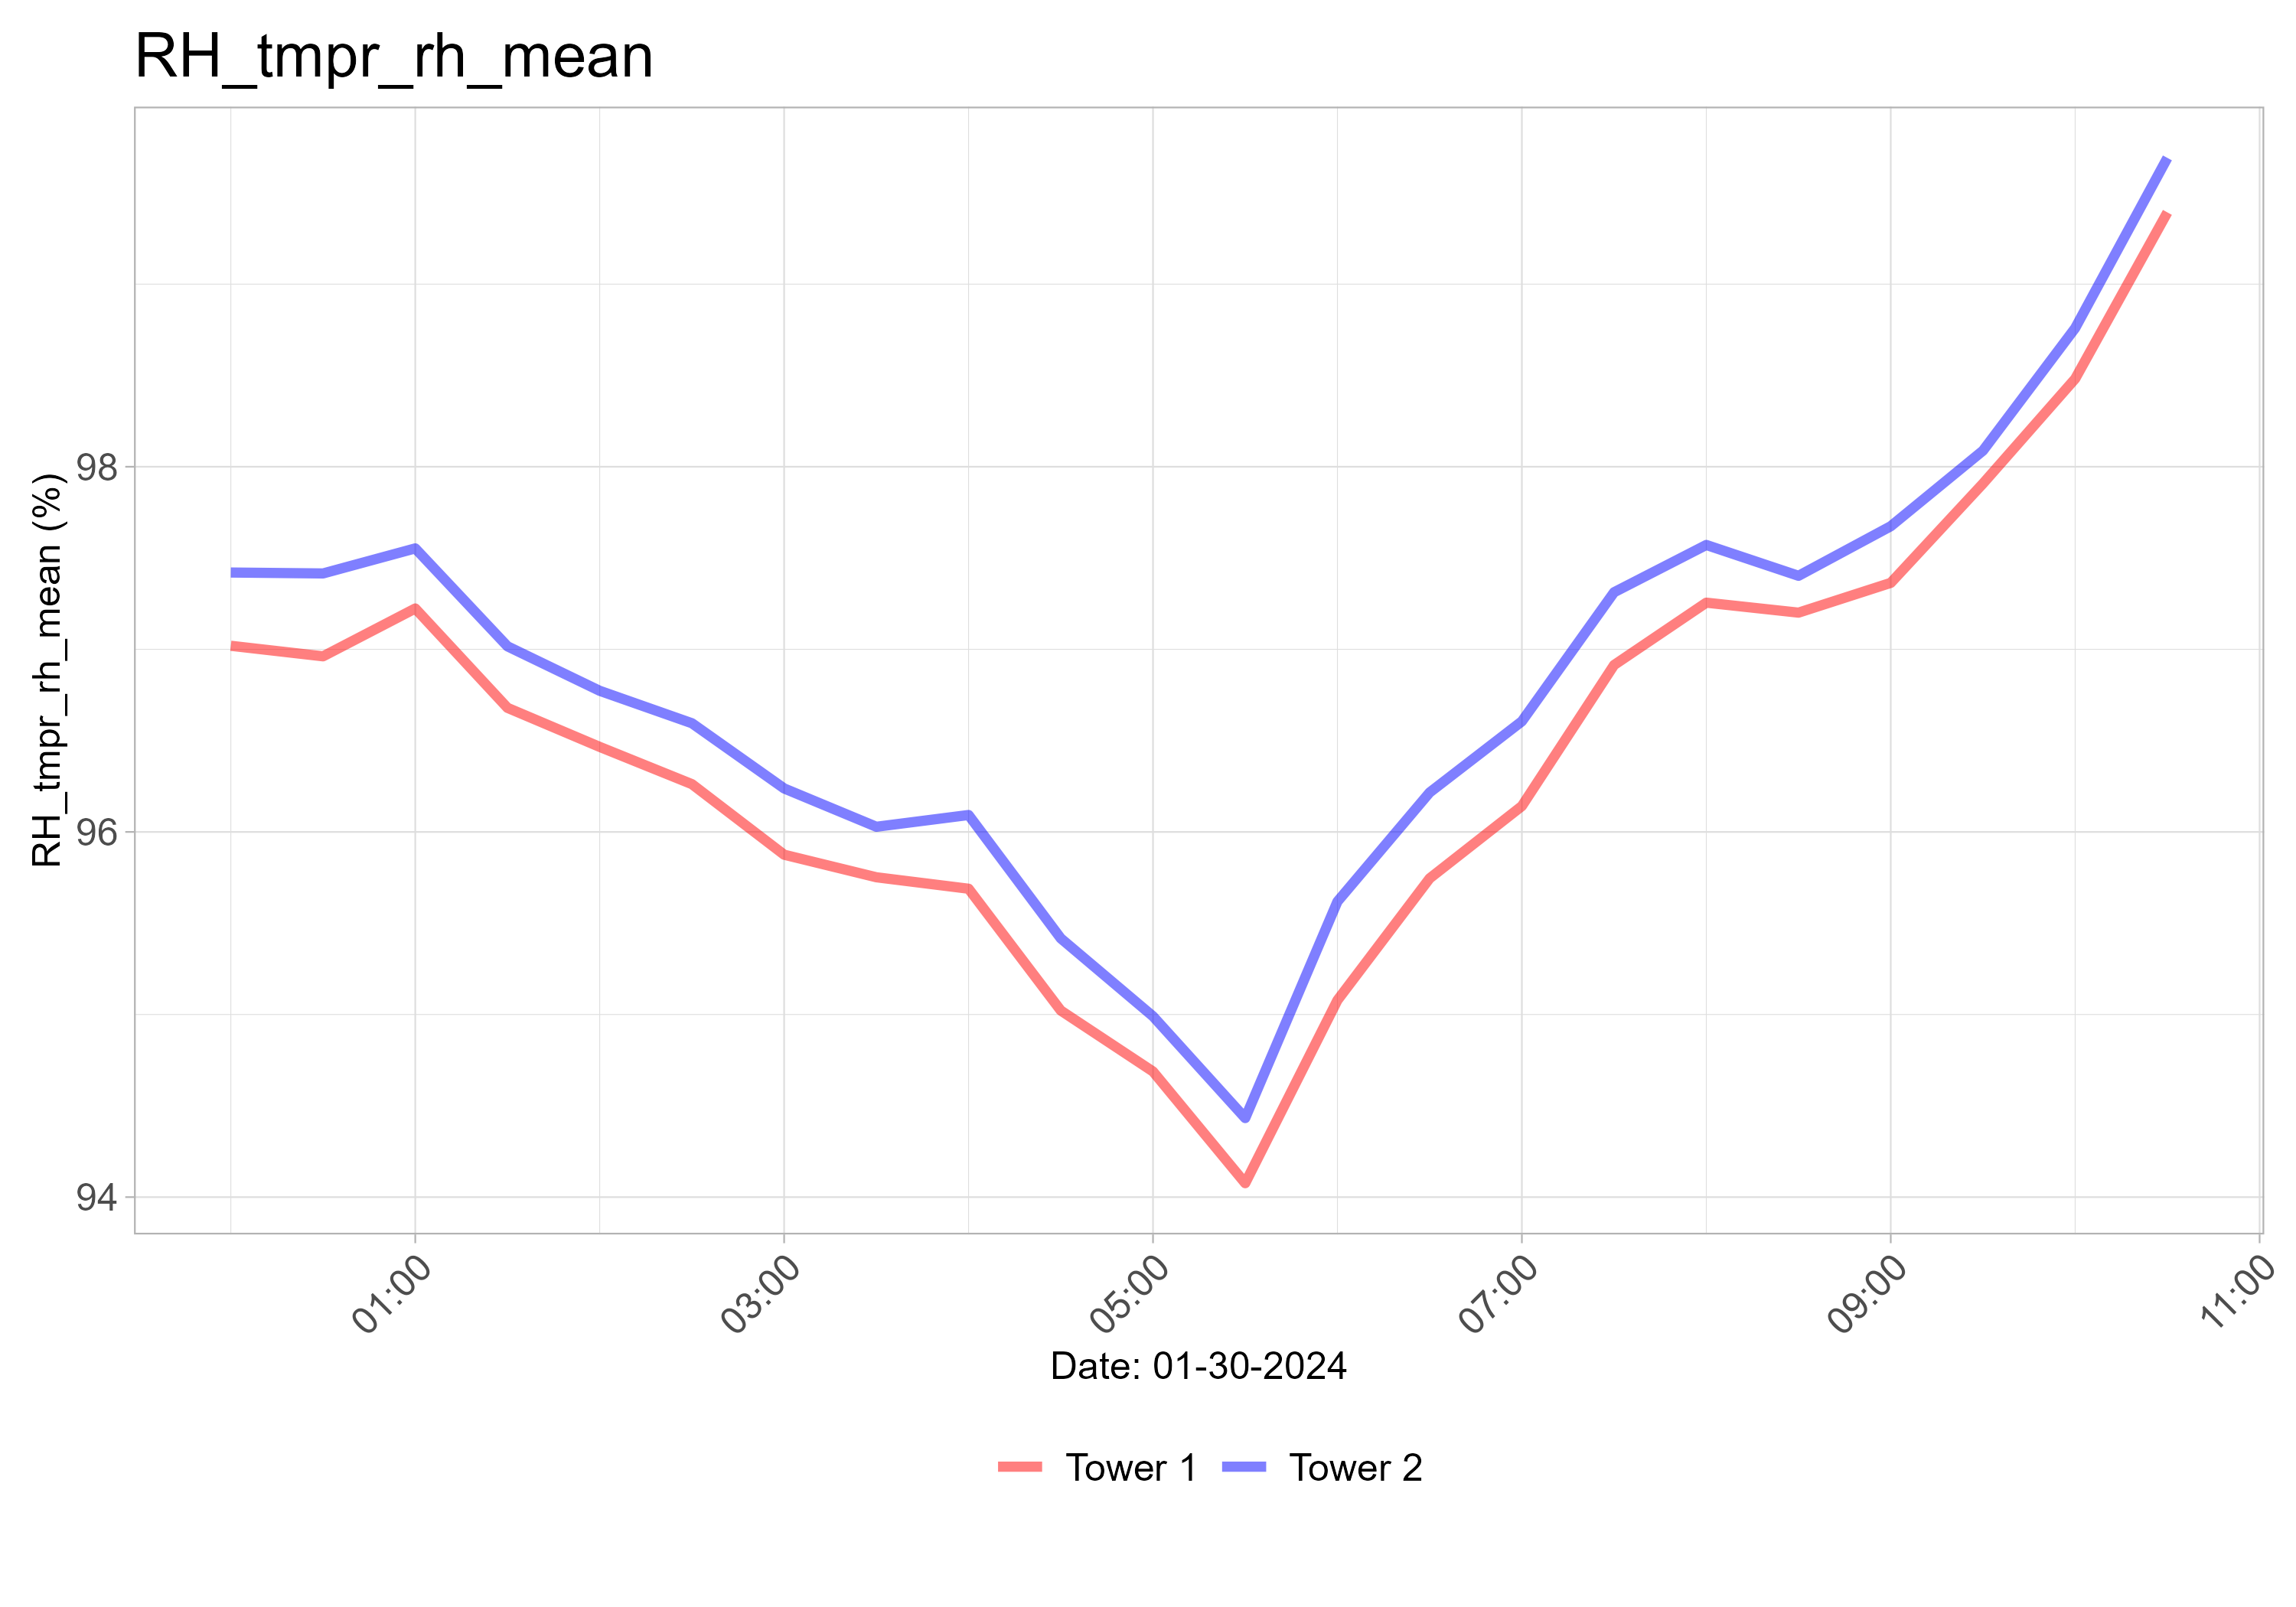 RH_tmpr_rh_mean
RH_tmpr_rh_mean (%)
98
96
94
01:00
03:00
05:00
07:00
09:00
11:00
Date: 01-30-2024
Tower 1
Tower 2